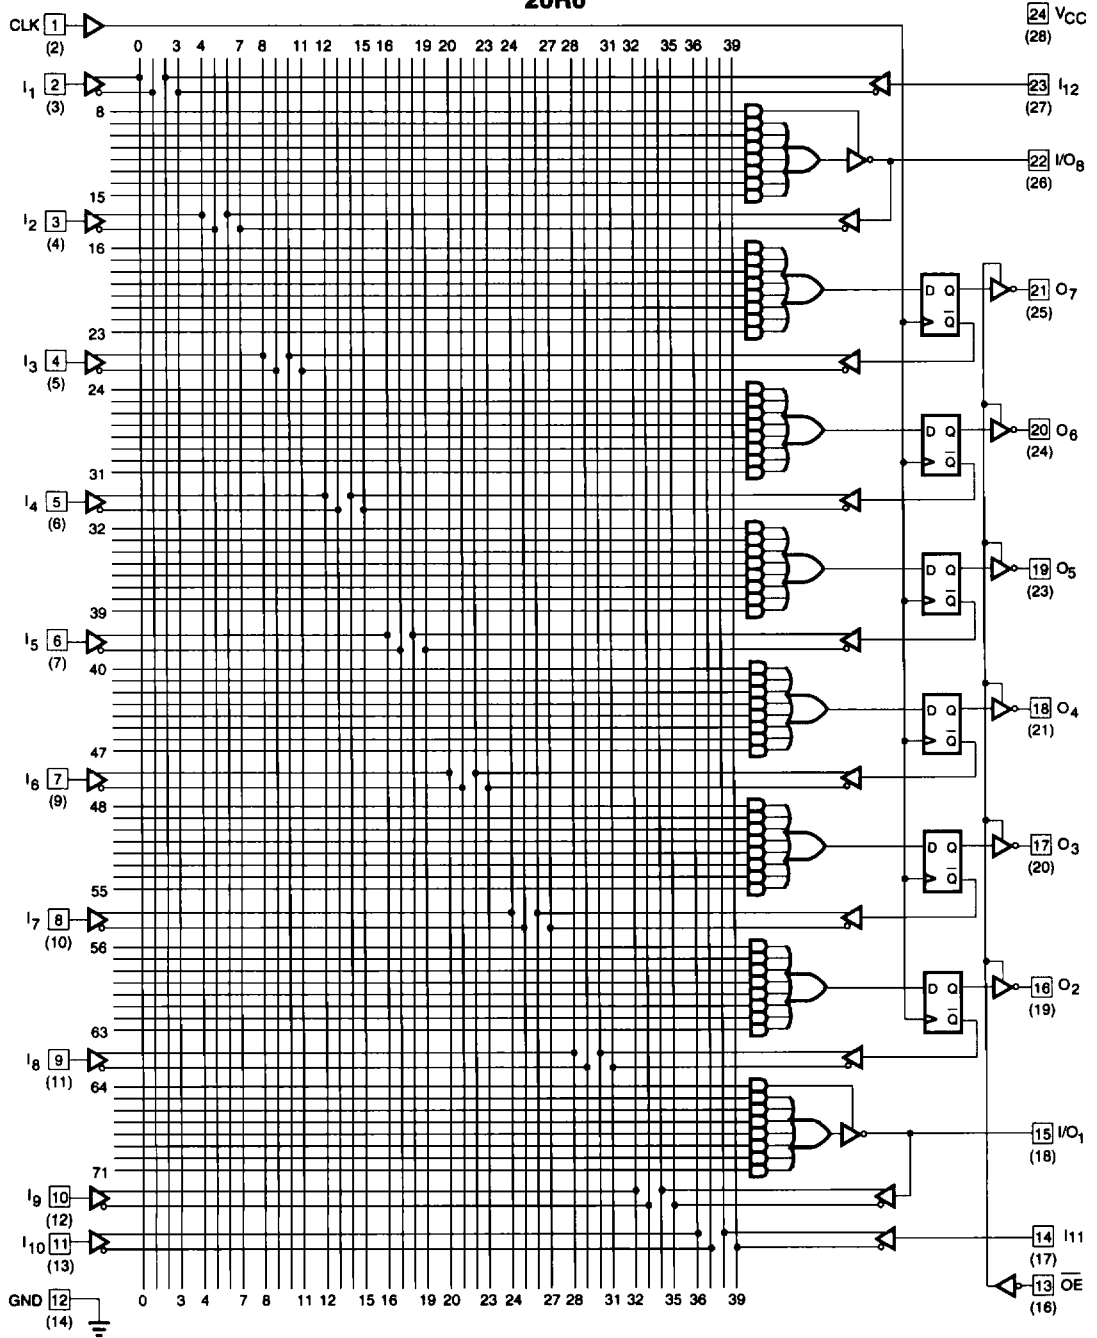 20R6
CLK 1 (2)
24 VCC (28)
0 3 4 7 8 11 12 15 16 19 20 23 24 27 28 31 32 35 36 39
I1 2 (3)
23 I12 (27)
8
22 I/O8 (26)
15
I2 3 (4)
16
D Q Q
21 O7 (25)
23
I3 4 (5)
24
D Q Q
20 O6 (24)
31
I4 5 (6)
32
D Q Q
19 O5 (23)
39
I5 6 (7)
40
D Q Q
18 O4 (21)
47
I6 7 (9)
48
D Q Q
17 O3 (20)
55
I7 8 (10)
56
D Q Q
16 O2 (19)
63
I8 9 (11)
64
15 I/O1 (18)
71
I9 10 (12)
I10 11 (13)
14 I11 (17)
13 OE (16)
GND 12 (14)
0 3 4 7 8 11 12 15 16 19 20 23 24 27 28 31 32 35 36 39